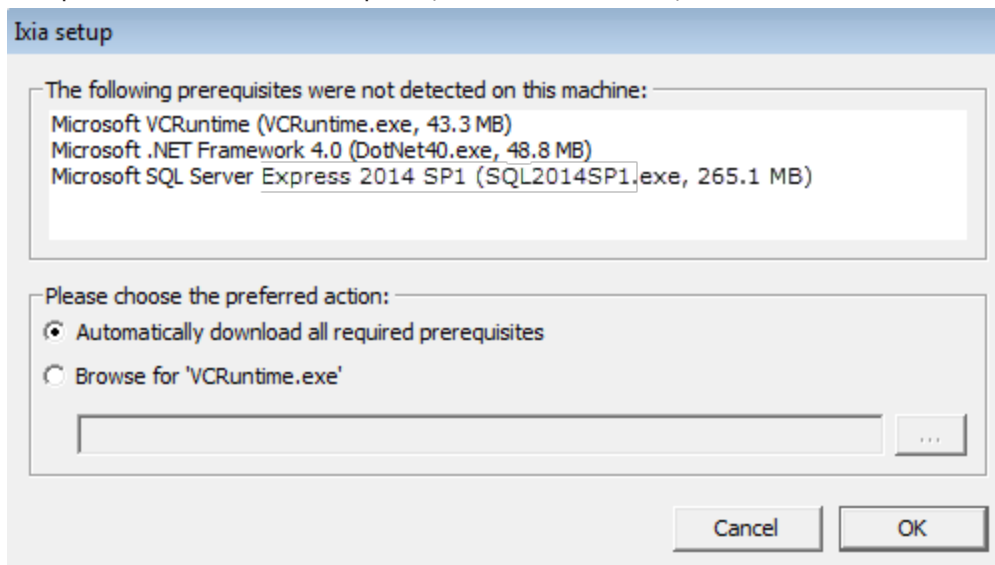 Ixia setup
The following prerequisites were not detected on this machine:
Microsoft VCRuntime (VCRuntime.exe, 43.3 MB)
Microsoft .NET Framework 4.0 (DotNet40.exe, 48.8 MB)
Microsoft SQL Server Express 2014 SP1 (SQL2014SP1.exe, 265.1 MB)
Please choose the preferred action:
Automatically download all required prerequisites
Browse for 'VCRuntime.exe'
...
Cancel OK